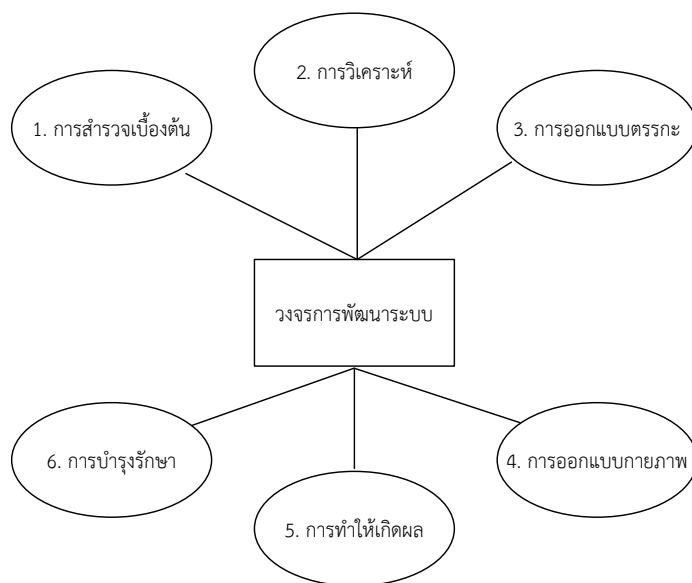 2. การวิเคราะห์
1. การสำรวจเบื้องต้น
3. การออกแบบตรรกะ
วงจรการพัฒนาระบบ
6. การบำรุงรักษา
4. การออกแบบกายภาพ
5. การทำให้เกิดผล